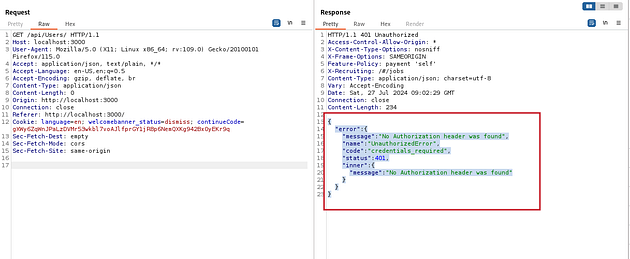 Request
Response
Pretty Raw Hex
Pretty Raw Hex Render
1 GET /api/Users/ HTTP/1.1
2 Host: localhost:3000
3 User-Agent: Mozilla/5.0 (X11; Linux x86_64; rv:109.0) Gecko/20100101
Firefox/115.0
4 Accept: application/json, text/plain, */*
5 Accept-Language: en-US,en;q=0.5
6 Accept-Encoding: gzip, deflate, br
7 Content-Type: application/json
8 Content-Length: 0
9 Origin: http://localhost:3000
10 Connection: close
11 Referer: http://localhost:3000/
12 Cookie: language=en; welcomebanner_status=dismiss; continueCode=
13 Sec-Fetch-Dest: empty
14 Sec-Fetch-Mode: cors
15 Sec-Fetch-Site: same-origin
16
17
1 HTTP/1.1 401 Unauthorized
2 Access-Control-Allow-Origin: *
3 X-Content-Type-Options: nosniff
4 X-Frame-Options: SAMEORIGIN
5 Feature-Policy: payment 'self'
6 X-Recruiting: /#/jobs
7 Content-Type: application/json; charset=utf-8
8 Vary: Accept-Encoding
9 Date: Sat, 27 Jul 2024 09:02:29 GMT
10 Connection: close
11 Content-Length: 234
12
13 {
14 "error":{
15 "message":"No Authorization header was found",
16 "name":"UnauthorizedError",
17 "code":"credentials_required",
18 "status":401,
19 "inner":{
20 "message":"No Authorization header was found"
21 }
22 }
23 }